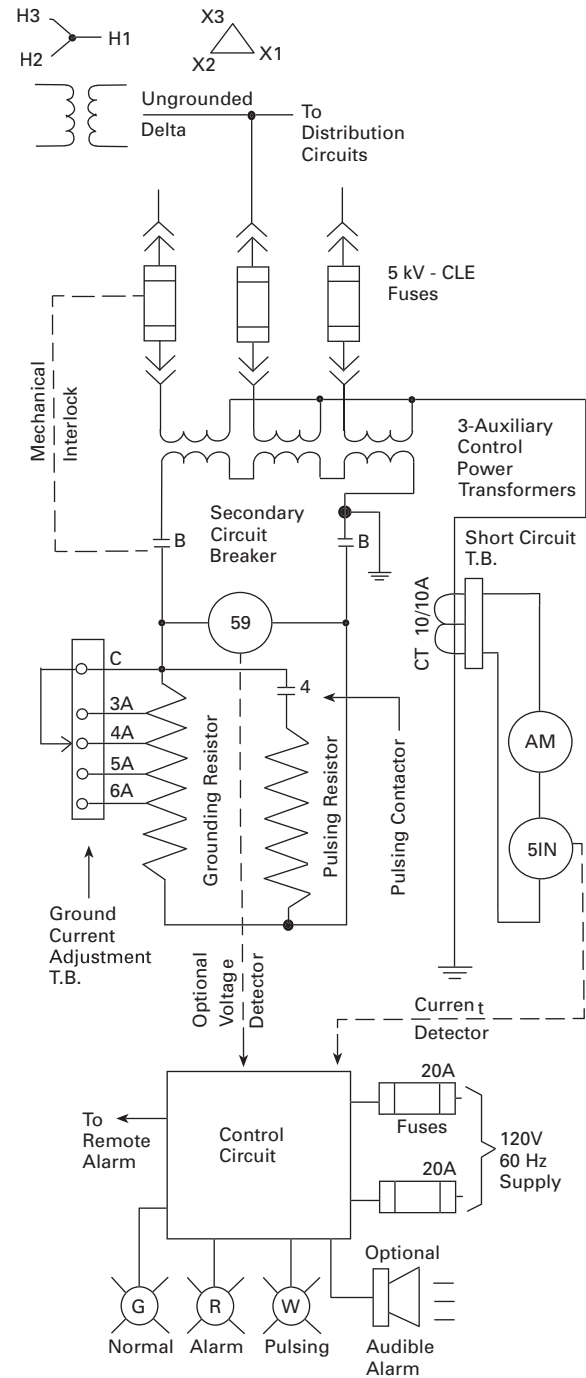 H3
H1
H2
X3
X2
X1
Ungrounded
Delta
To
Distribution
Circuits
5 kV - CLE
Fuses
Mechanical
Interlock
3-Auxiliary
Control
Power
Transformers
Secondary
Circuit
Breaker
B
B
Short Circuit
T.B.
CT 10/10A
59
C
3A
4A
5A
6A
4
Grounding Resistor
Pulsing Resistor
Pulsing Contactor
AM
5IN
Ground
Current
Adjustment
T.B.
Optional
Voltage
Detector
Current
Detector
To
Remote
Alarm
Control
Circuit
20A
Fuses
20A
120V
60 Hz
Supply
Optional
G
R
W
Normal
Alarm
Pulsing
Audible
Alarm